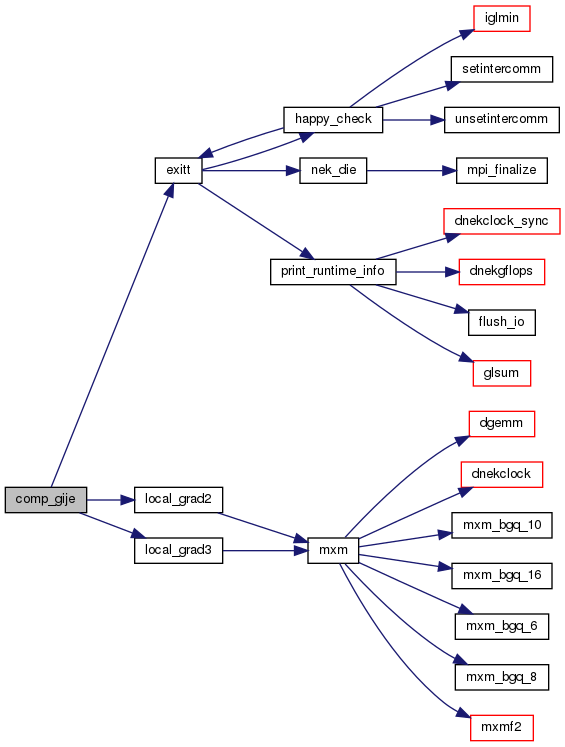 iglmin
setintercomm
happy_check
unsetintercomm
exitt
nek_die
mpi_finalize
dnekclock_sync
print_runtime_info
dnekgflops
flush_io
glsum
dgemm
dnekclock
comp_gije
local_grad2
mxm_bgq_10
local_grad3
mxm
mxm_bgq_16
mxm_bgq_6
mxm_bgq_8
mxmf2